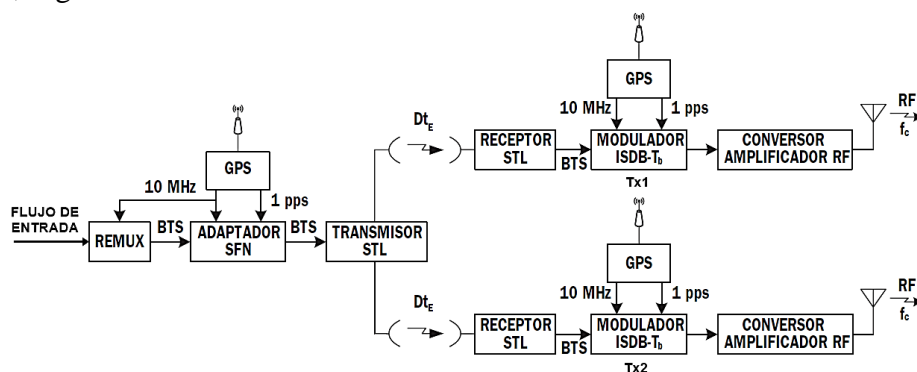 GPS
10 MHz
1 pps
FLUJO DE
ENTRADA
REMUX
BTS
ADAPTADOR
SFN
BTS
TRANSMISOR
STL
Dt_E
RECEPTOR
STL
BTS
GPS
10 MHz
1 pps
MODULADOR
ISDB-T_b
Tx1
CONVERSOR
AMPLIFICADOR RF
RF
f_c
Dt_E
RECEPTOR
STL
BTS
GPS
10 MHz
1 pps
MODULADOR
ISDB-T_b
Tx2
CONVERSOR
AMPLIFICADOR RF
RF
f_c